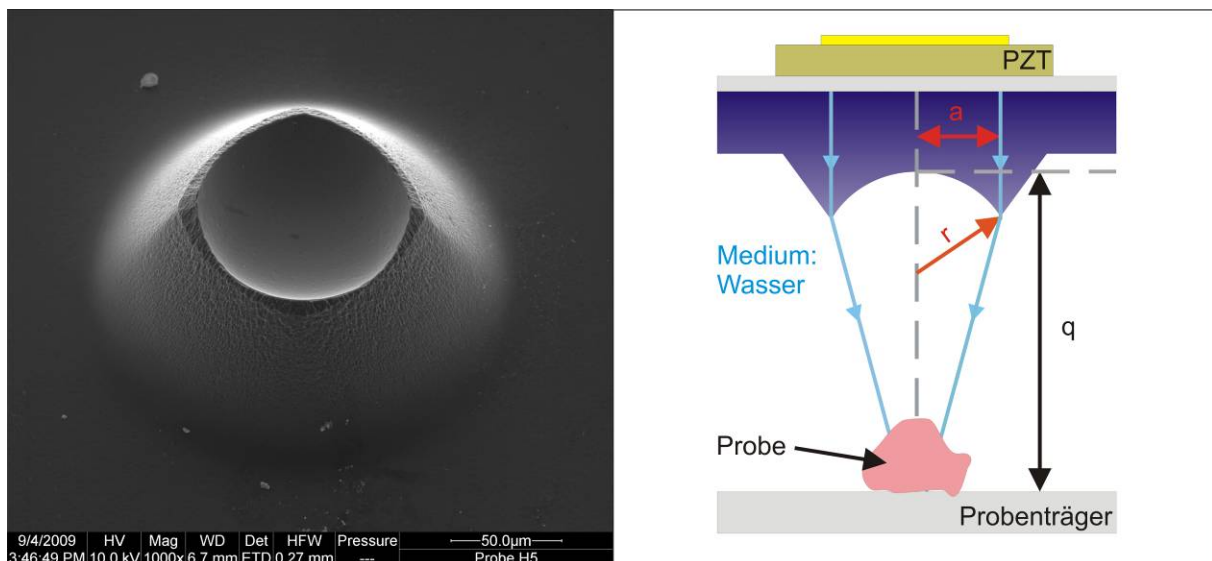 9/4/2009 HV Mag WD Det HFW Pressure 50.0µm
3:46:49 PM 10.0 kV 1000x 6.7 mm ETD 0.27 mm --- Probe H5
PZT
a
r
Medium:
Wasser
q
Probe
Probenträger